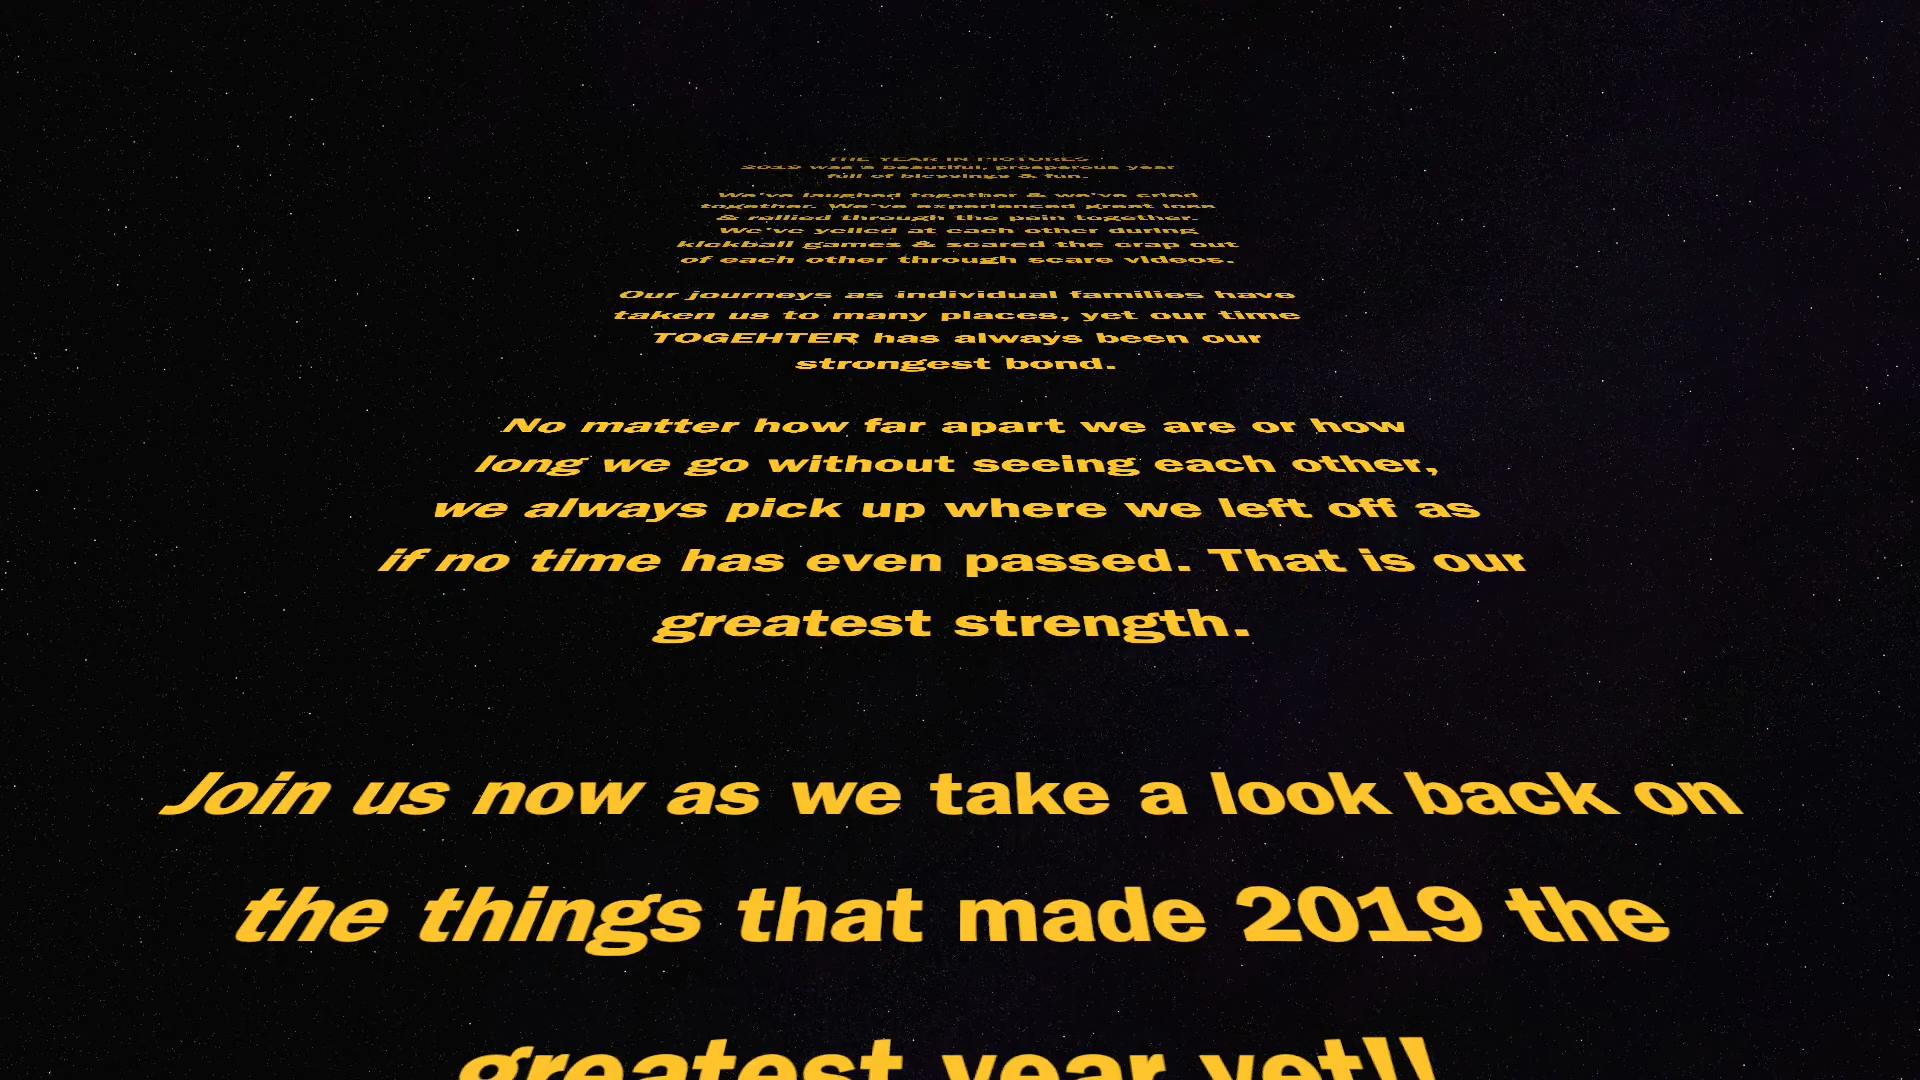 THE YEAR IN PICTURES
2019 was a beautiful, prosperous year
full of blessings & fun.
We've laughed together & we've cried
together. We've experienced great loss
& rallied through the pain together.
We've yelled at each other during
kickball games & scared the crap out
of each other through scare videos.
Our journeys as individual families have
taken us to many places, yet our time
TOGEHTER has always been our
strongest bond.
No matter how far apart we are or how
long we go without seeing each other,
we always pick up where we left off as
if no time has even passed. That is our
greatest strength.
Join us now as we take a look back on
the things that made 2019 the
greatest year yet!!